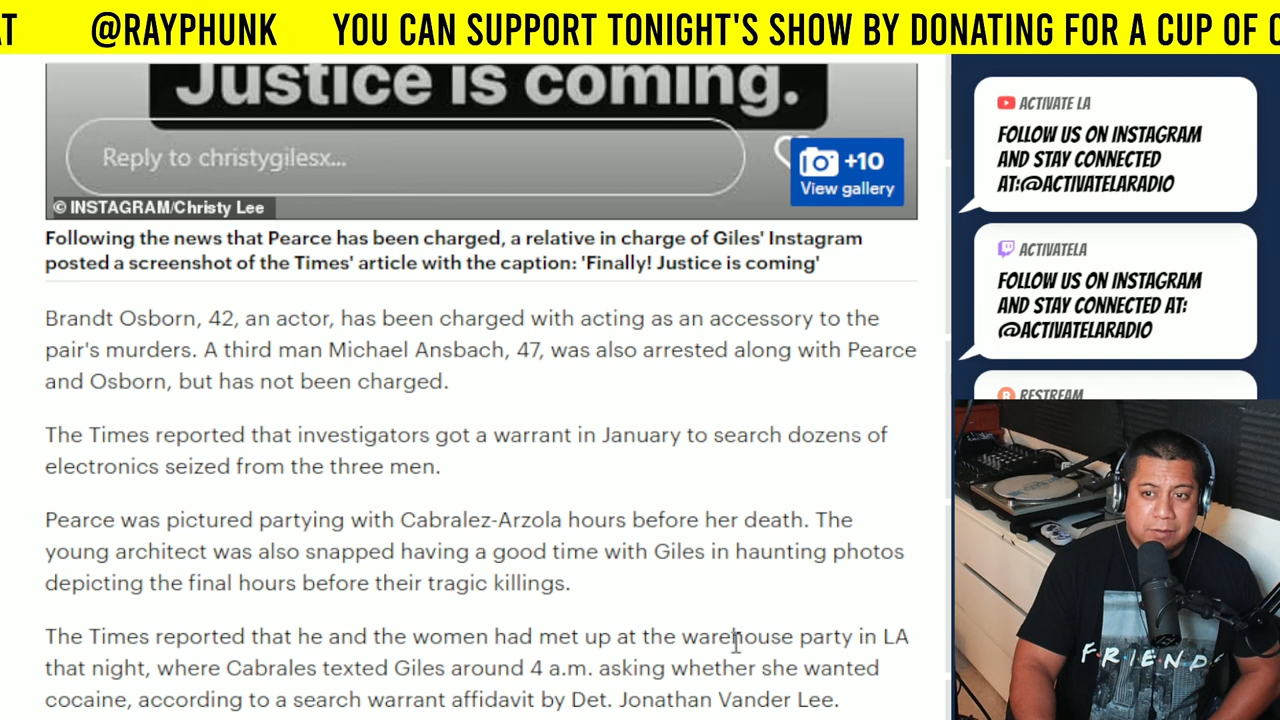 AT @RAYPHUNK YOU CAN SUPPORT TONIGHT'S SHOW BY DONATING FOR A CUP OF
Justice is coming.
Reply to christygilesx...
+10
View gallery
© INSTAGRAM/Christy Lee
Following the news that Pearce has been charged, a relative in charge of Giles' Instagram
posted a screenshot of the Times' article with the caption: 'Finally! Justice is coming'
Brandt Osborn, 42, an actor, has been charged with acting as an accessory to the
pair's murders. A third man Michael Ansbach, 47, was also arrested along with Pearce
and Osborn, but has not been charged.
The Times reported that investigators got a warrant in January to search dozens of
electronics seized from the three men.
Pearce was pictured partying with Cabralez-Arzola hours before her death. The
young architect was also snapped having a good time with Giles in haunting photos
depicting the final hours before their tragic killings.
The Times reported that he and the women had met up at the warehouse party in LA
that night, where Cabrales texted Giles around 4 a.m. asking whether she wanted
cocaine, according to a search warrant affidavit by Det. Jonathan Vander Lee.
ACTIVATE LA
FOLLOW US ON INSTAGRAM
AND STAY CONNECTED
AT:@ACTIVATELARADIO
ACTIVATELA
FOLLOW US ON INSTAGRAM
AND STAY CONNECTED AT:
@ACTIVATELARADIO
RESTREAM
FRIENDS